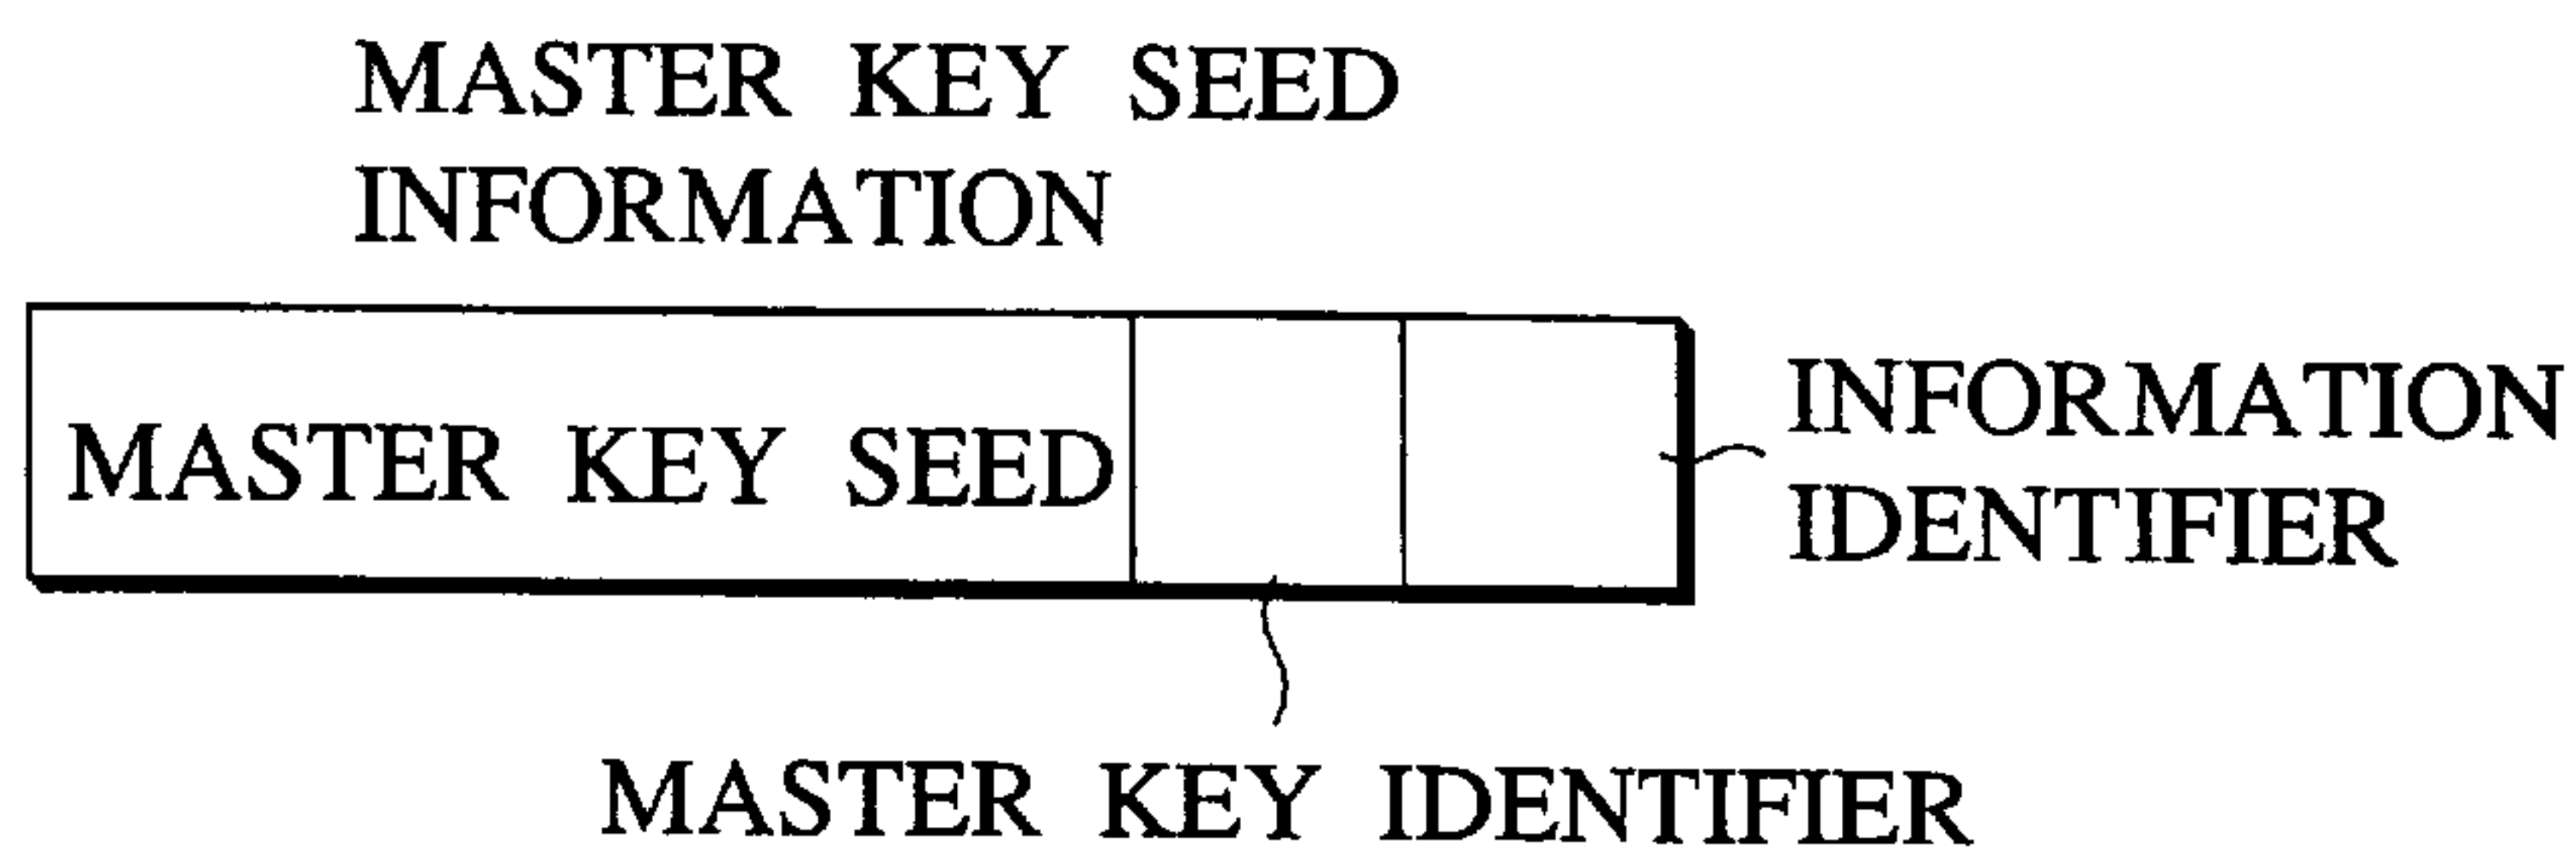 MASTER KEY SEED
INFORMATION
MASTER KEY SEED
INFORMATION
IDENTIFIER
MASTER KEY IDENTIFIER